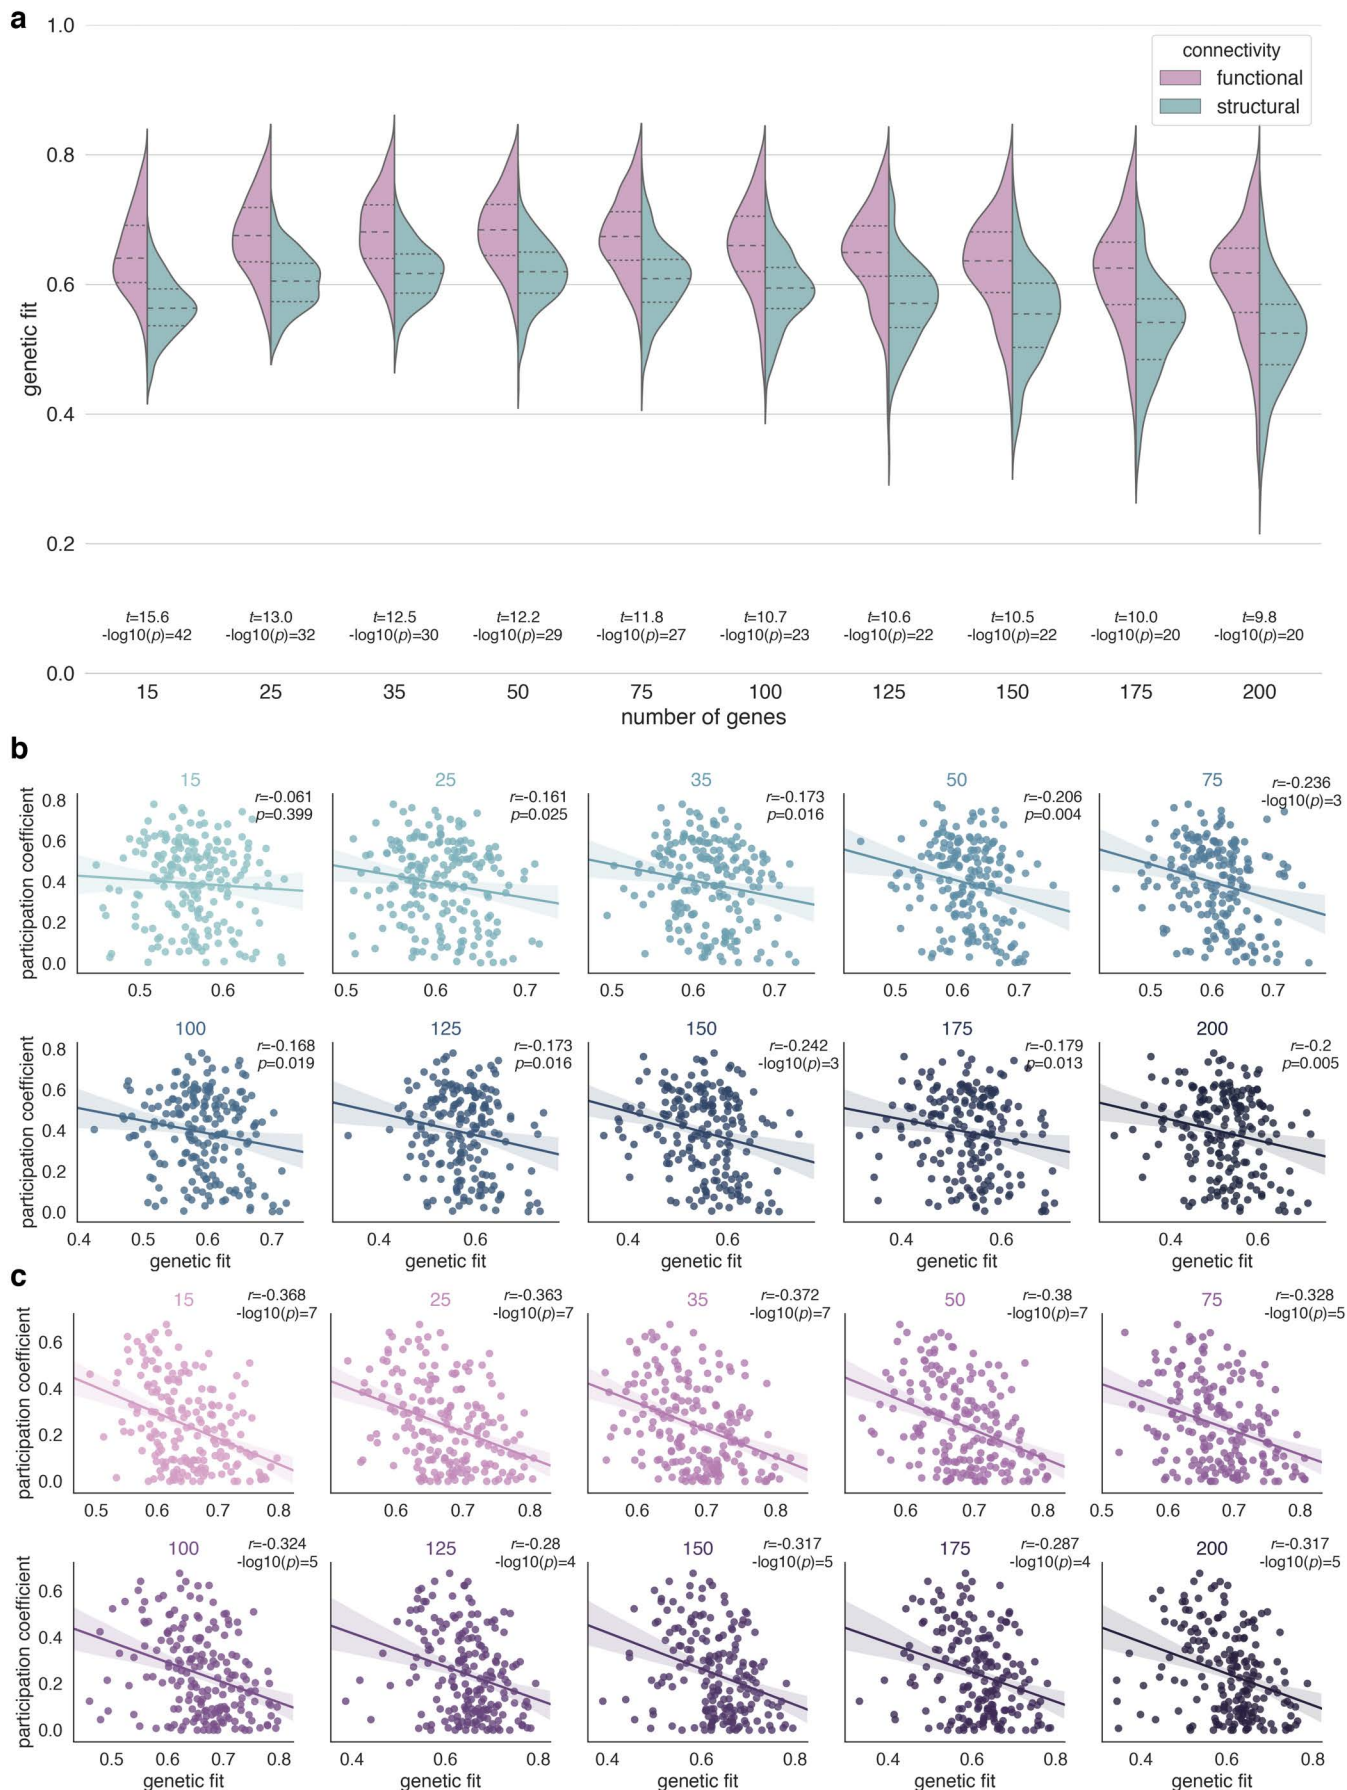 a
1.0
connectivity
functional
structural
0.8
0.6
genetic fit
0.4
0.2
t=15.6 t=13.0 t=12.5 t=12.2 t=11.8 t=10.7 t=10.6 t=10.5 t=10.0 t=9.8
-log10(p)=42 -log10(p)=32 -log10(p)=30 -log10(p)=29 -log10(p)=27 -log10(p)=23 -log10(p)=22 -log10(p)=22 -log10(p)=20 -log10(p)=20
0.0
15 25 35 50 75 100 125 150 175 200
number of genes
b
15 25 35 50 75
r=-0.061 r=-0.161 r=-0.173 r=-0.206 r=-0.236
p=0.399 p=0.025 p=0.016 p=0.004 -log10(p)=3
participation coefficient
0.8
0.6
0.4
0.2
0.0
0.5 0.6 0.5 0.6 0.7 0.5 0.6 0.7 0.5 0.6 0.7 0.5 0.6 0.7
100 125 150 175 200
r=-0.168 r=-0.173 r=-0.242 r=-0.179 r=-0.2
p=0.019 p=0.016 -log10(p)=3 p=0.013 p=0.005
participation coefficient
0.8
0.6
0.4
0.2
0.0
0.4 0.5 0.6 0.7 0.4 0.6 0.4 0.6 0.4 0.6 0.4 0.6
genetic fit genetic fit genetic fit genetic fit genetic fit
c
15 25 35 50 75
r=-0.368 r=-0.363 r=-0.372 r=-0.38 r=-0.328
-log10(p)=7 -log10(p)=7 -log10(p)=7 -log10(p)=7 -log10(p)=5
participation coefficient
0.6
0.4
0.2
0.0
0.5 0.6 0.7 0.8 0.6 0.7 0.8 0.6 0.7 0.8 0.6 0.7 0.8 0.5 0.6 0.7 0.8
100 125 150 175 200
r=-0.324 r=-0.28 r=-0.317 r=-0.287 r=-0.317
-log10(p)=5 -log10(p)=4 -log10(p)=5 -log10(p)=4 -log10(p)=5
participation coefficient
0.6
0.4
0.2
0.0
0.5 0.6 0.7 0.8 0.4 0.6 0.8 0.4 0.6 0.8 0.4 0.6 0.8 0.4 0.6 0.8
genetic fit genetic fit genetic fit genetic fit genetic fit